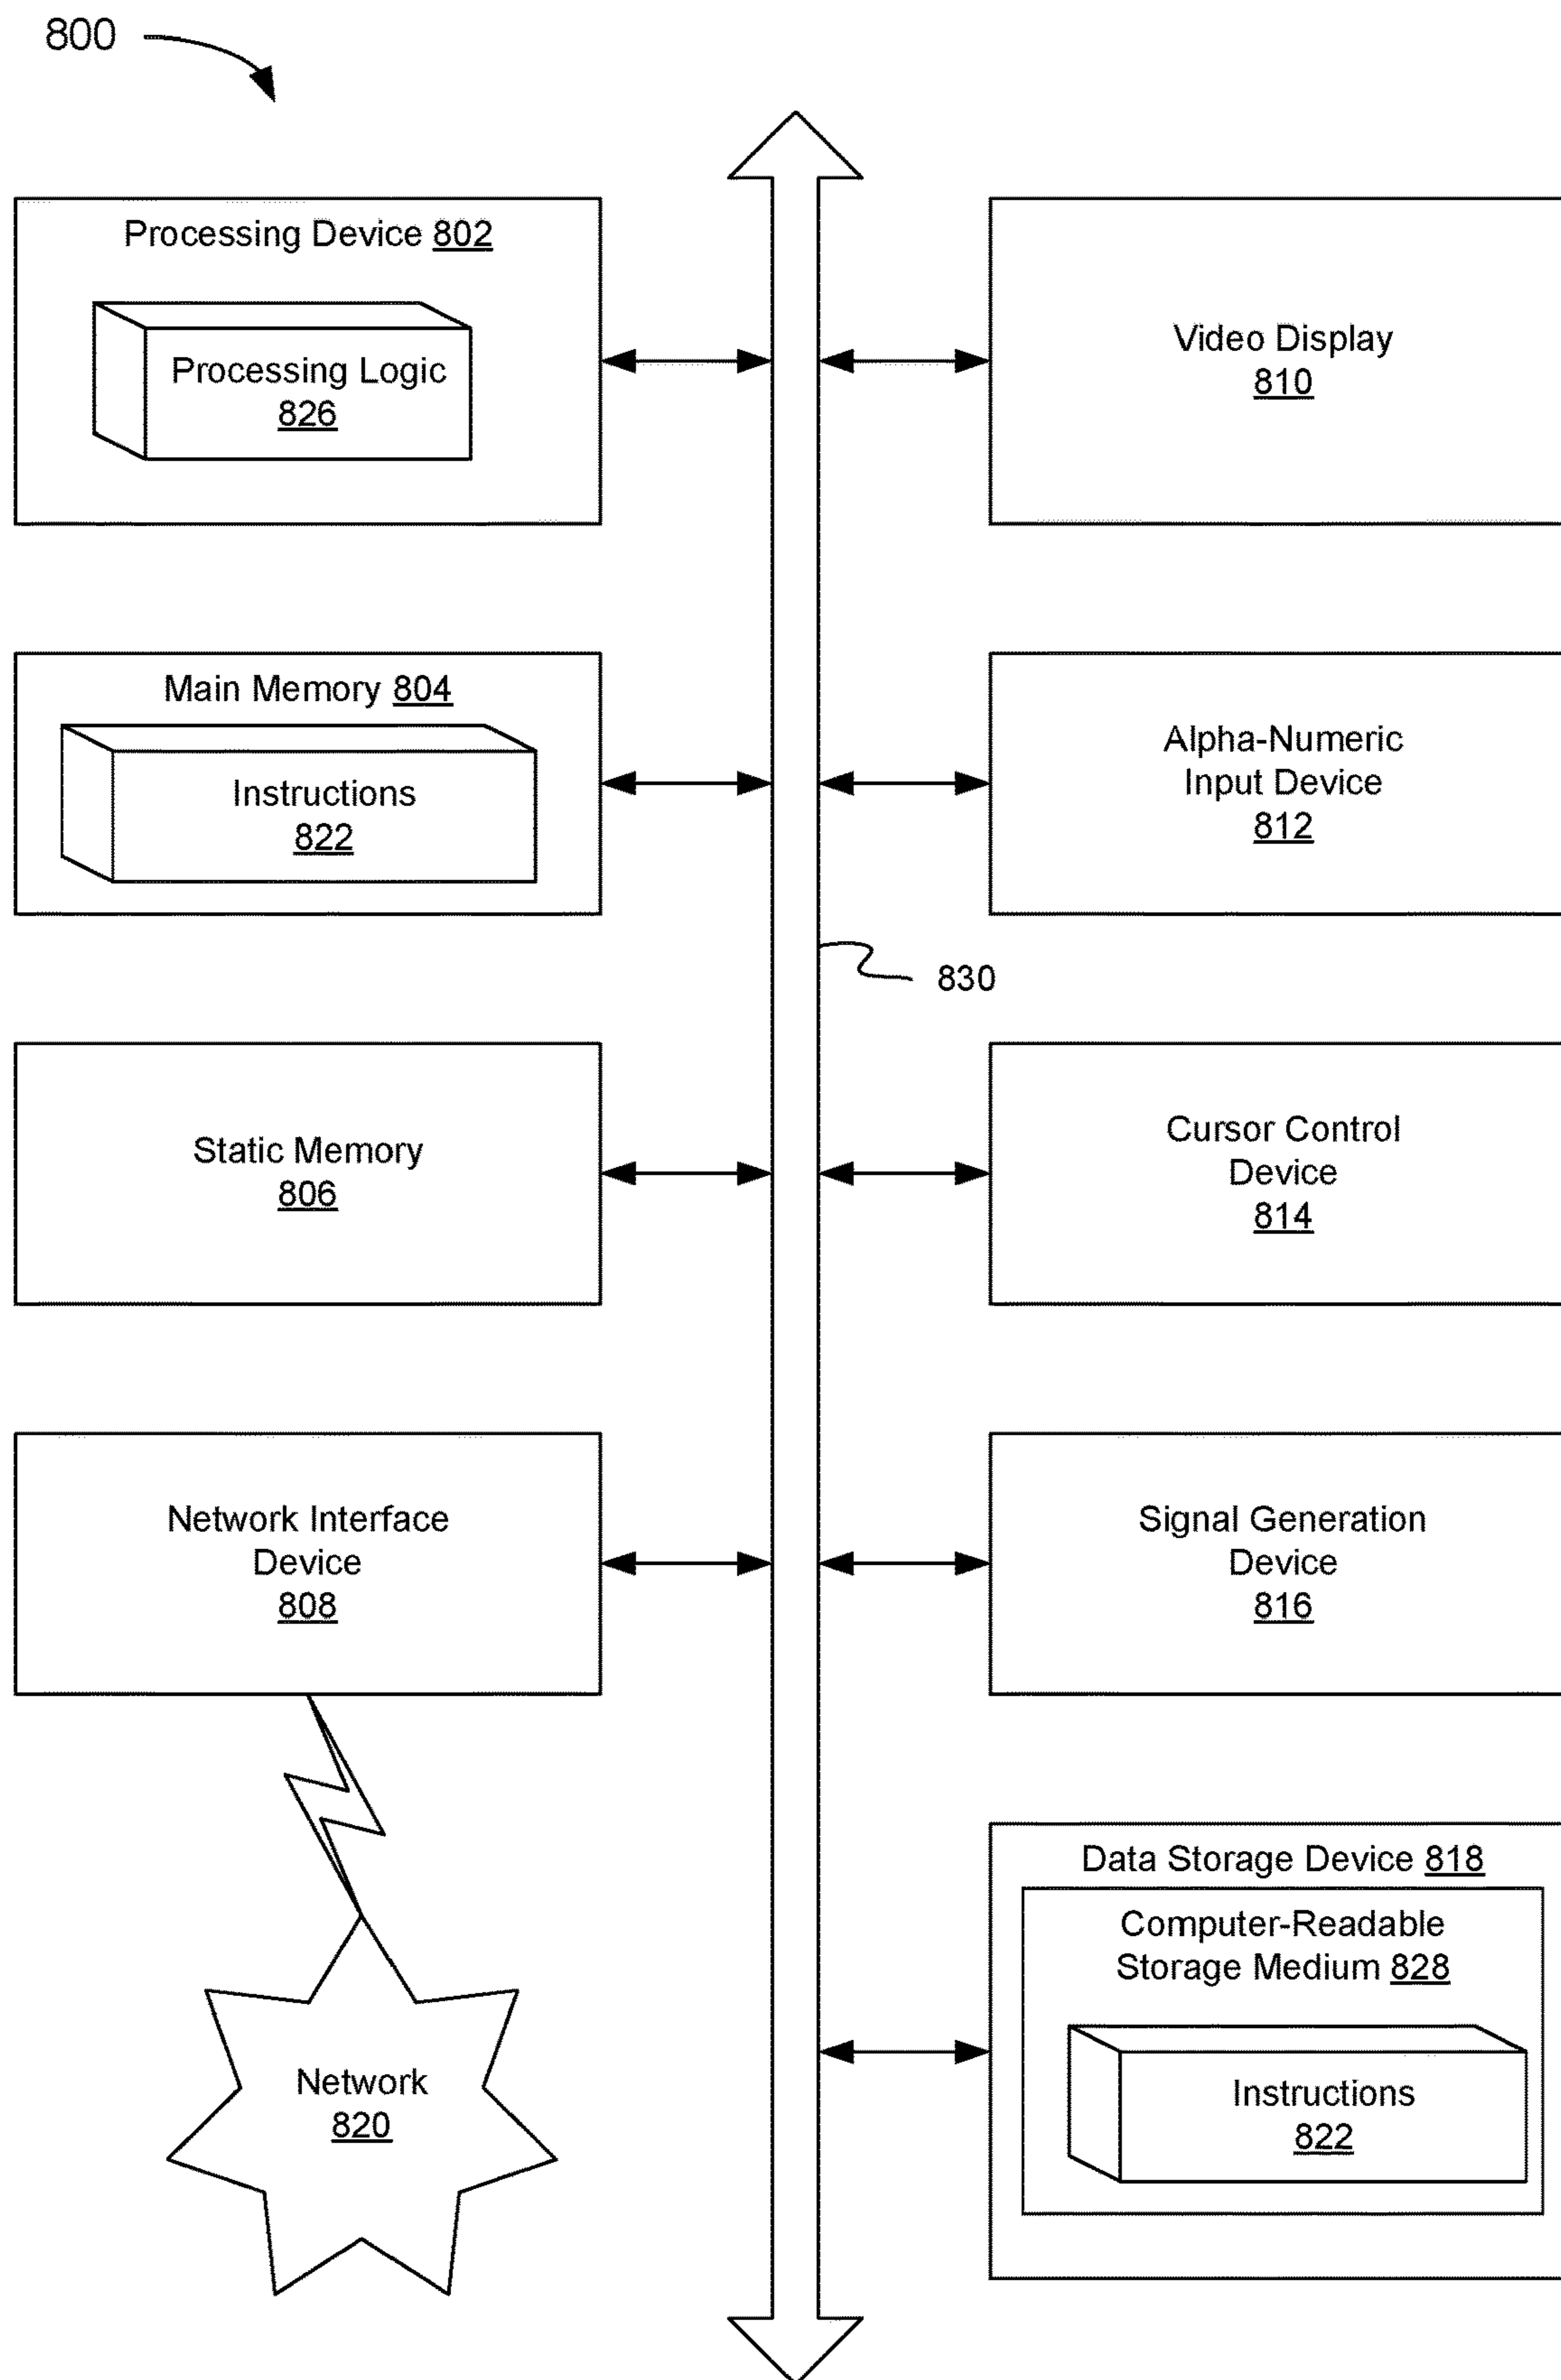 800
Processing Device 802
Processing Logic
826
Video Display
810
Main Memory 804
Instructions
822
Alpha-Numeric
Input Device
812
830
Static Memory
806
Cursor Control
Device
814
Network Interface
Device
808
Signal Generation
Device
816
Data Storage Device 818
Computer-Readable
Storage Medium 828
Instructions
822
Network
820